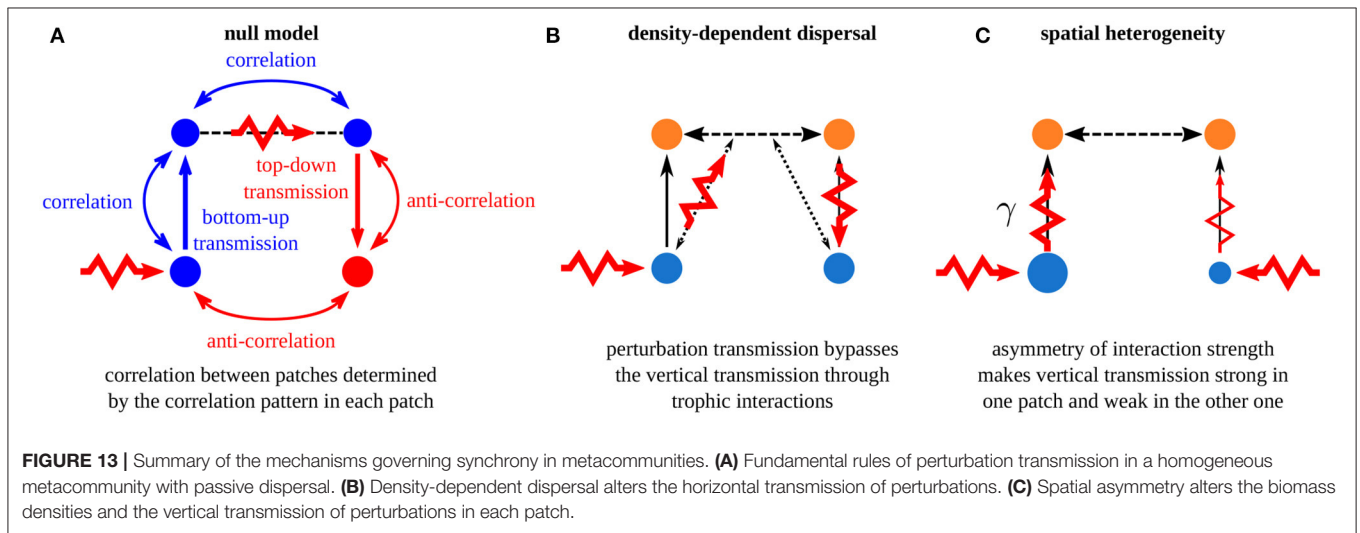 A
null model
correlation
correlation
bottom-up
transmission
top-down
transmission
anti-correlation
anti-correlation
correlation between patches determined
by the correlation pattern in each patch
B
density-dependent dispersal
perturbation transmission bypasses
the vertical transmission through
trophic interactions
C
spatial heterogeneity
γ
asymmetry of interaction strength
makes vertical transmission strong in
one patch and weak in the other one
FIGURE 13 | Summary of the mechanisms governing synchrony in metacommunities. (A) Fundamental rules of perturbation transmission in a homogeneous
metacommunity with passive dispersal. (B) Density-dependent dispersal alters the horizontal transmission of perturbations. (C) Spatial asymmetry alters the biomass
densities and the vertical transmission of perturbations in each patch.